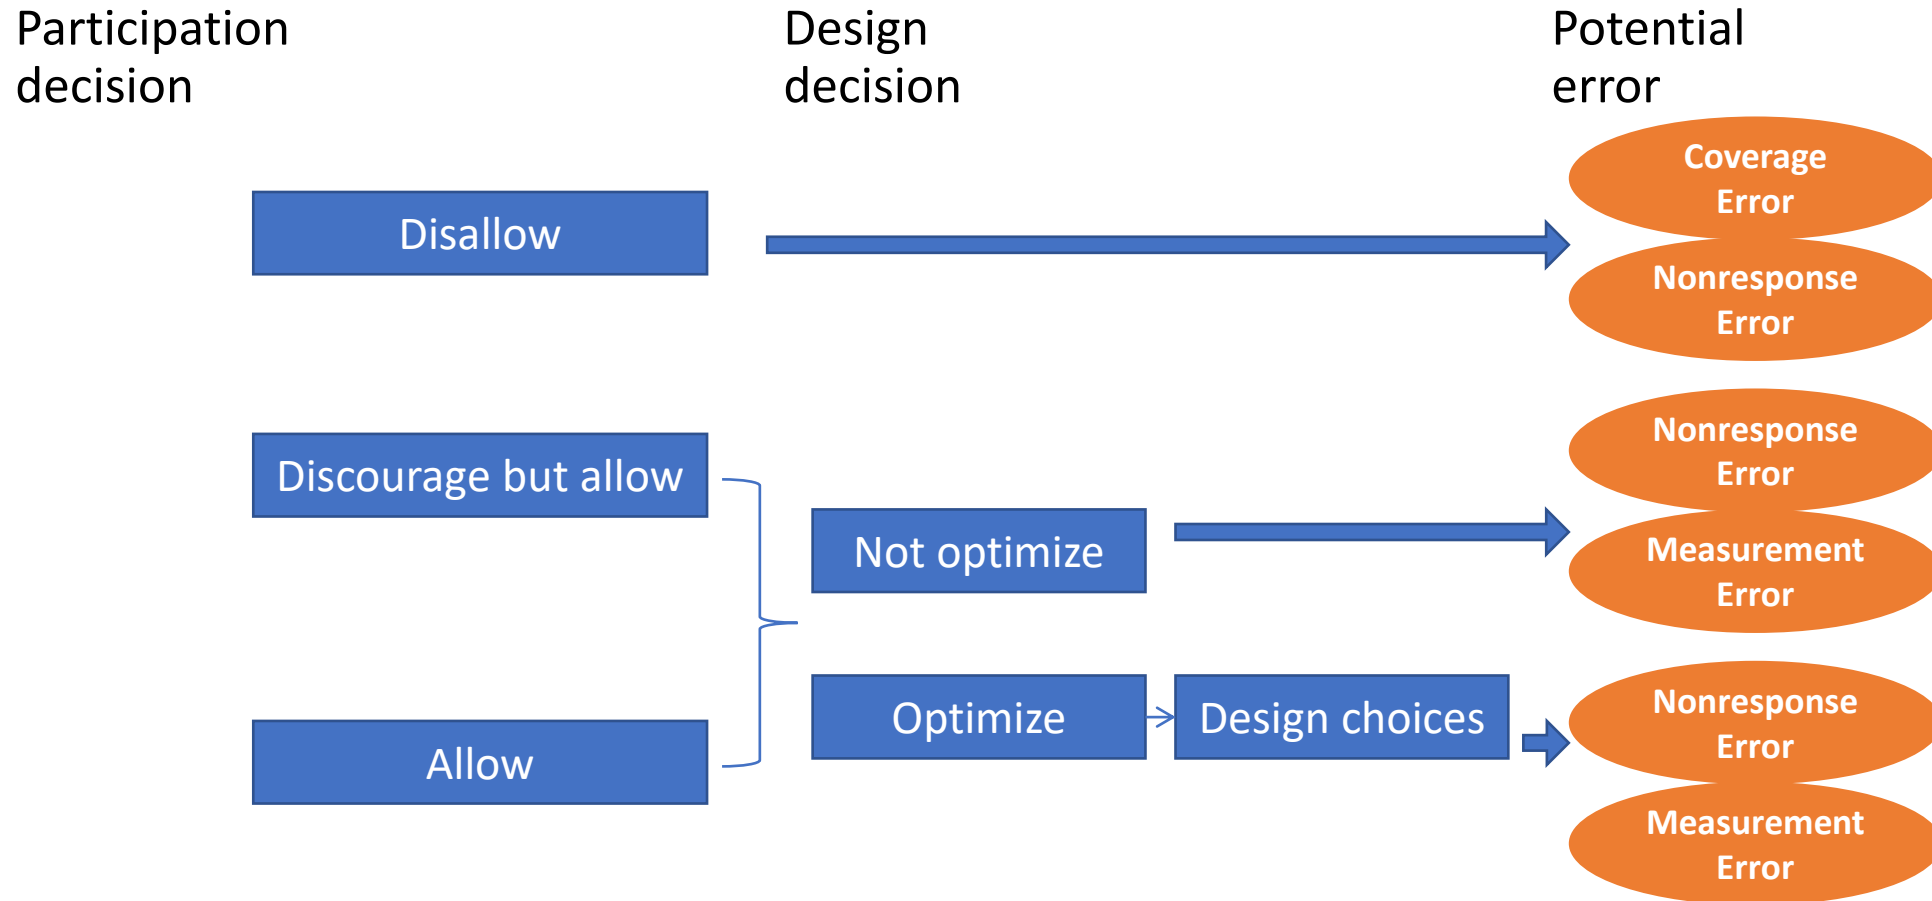 Participation
decision
Design
decision
Potential
error
Disallow
Coverage
Error
Nonresponse
Error
Discourage but allow
Not optimize
Nonresponse
Error
Measurement
Error
Allow
Optimize
Design choices
Nonresponse
Error
Measurement
Error